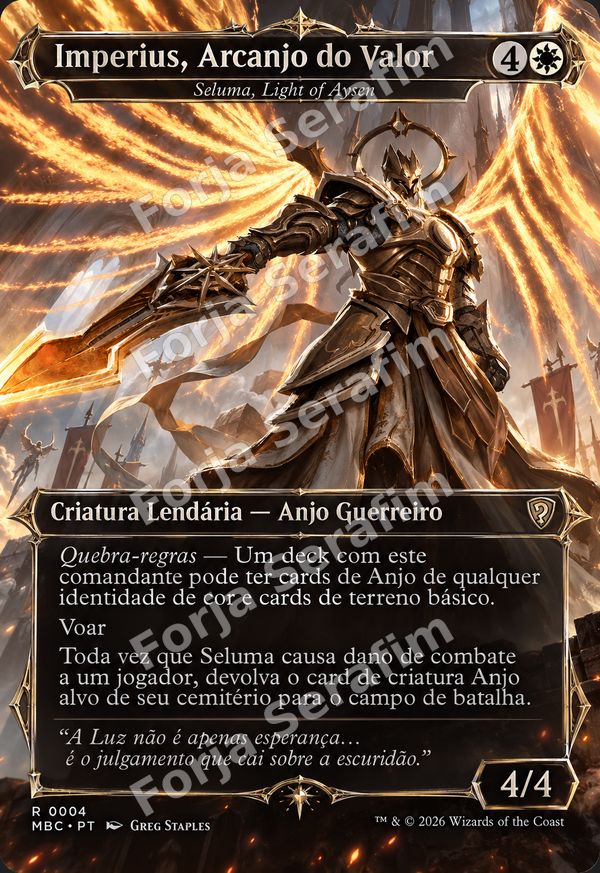 Imperius, Arcanjo do Valor
4
Seluma, Light of Aysen
Forja Serafim
Forja Serafim
Forja Serafim
Criatura Lendária — Anjo Guerreiro
Quebra-regras — Um deck com este
comandante pode ter cards de Anjo de qualquer
identidade de cor e cards de terreno básico.
Voar
Toda vez que Seluma causa dano de combate
a um jogador, devolva o card de criatura Anjo
alvo de seu cemitério para o campo de batalha.
Forja Serafim
Forja Serafim
“A Luz não é apenas esperança…
é o julgamento que cai sobre a escuridão.”
4/4
R 0004
MBC • PT Greg Staples
™ & © 2026 Wizards of the Coast